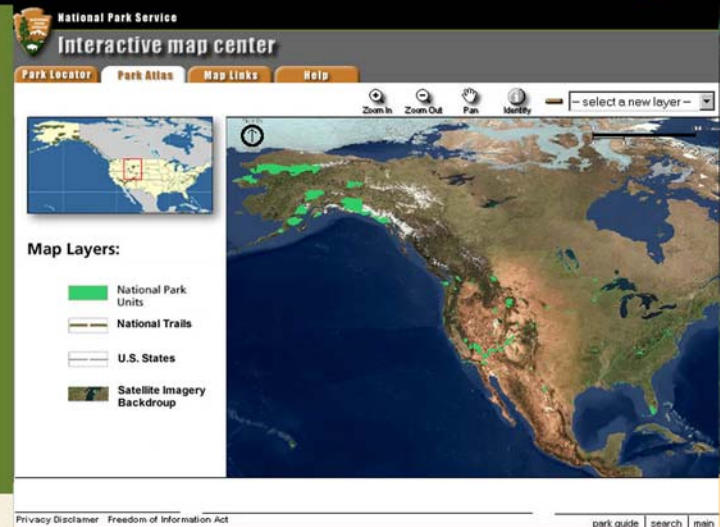 National Park Service
Interactive map center
Park Locator Park Atlas Map Links Help
Zoom In Zoom Out Pan Identify – select a new layer –
Map Layers:
National Park
Units
National Trails
U.S. States
Satellite Imagery
Backdroup
Privacy Disclamer Freedom of Information Act
park guide | search | main